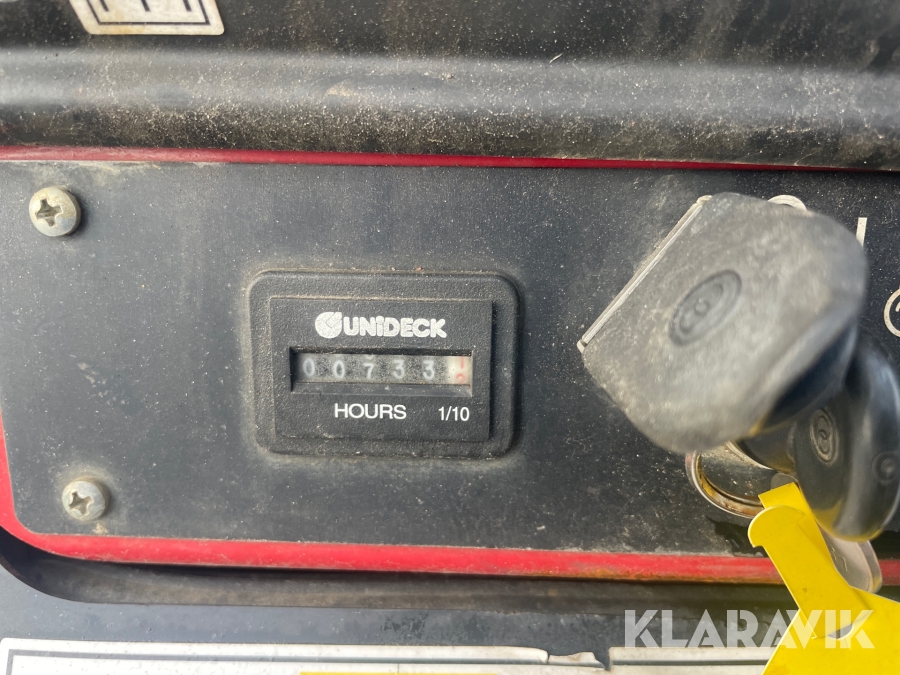 UNIDECK
00733
HOURS 1/10
KLARAVIK